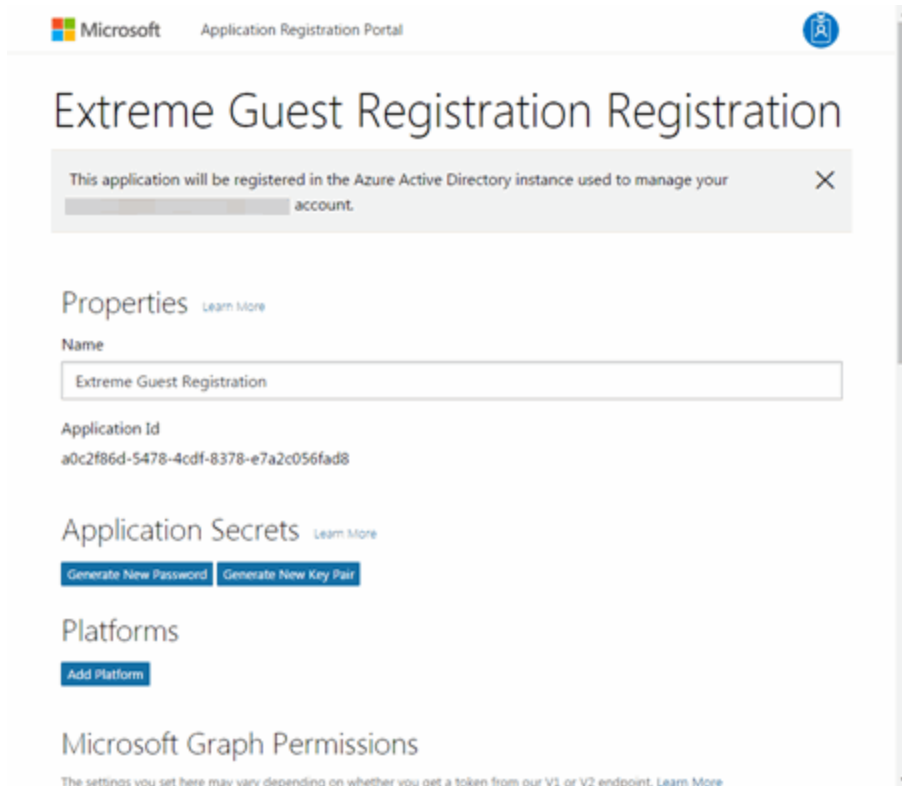 Microsoft Application Registration Portal
Extreme Guest Registration Registration
This application will be registered in the Azure Active Directory instance used to manage your
account.
Properties Learn More
Name
Extreme Guest Registration
Application Id
a0c2f86d-5478-4cdf-8378-e7a2c056fad8
Application Secrets Learn More
Generate New Password Generate New Key Pair
Platforms
Add Platform
Microsoft Graph Permissions
The settings you set here may vary depending on whether you get a token from our V1 or V2 endpoint. Learn More